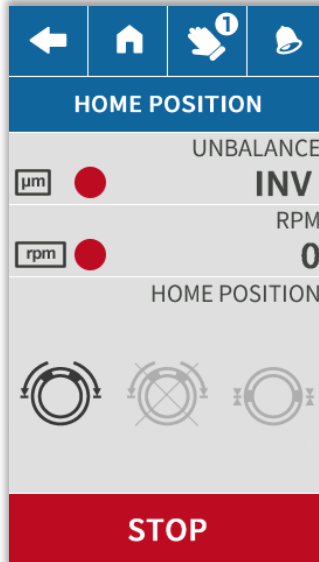 1
HOME POSITION
UNBALANCE
µm
INV
RPM
rpm
0
HOME POSITION
STOP